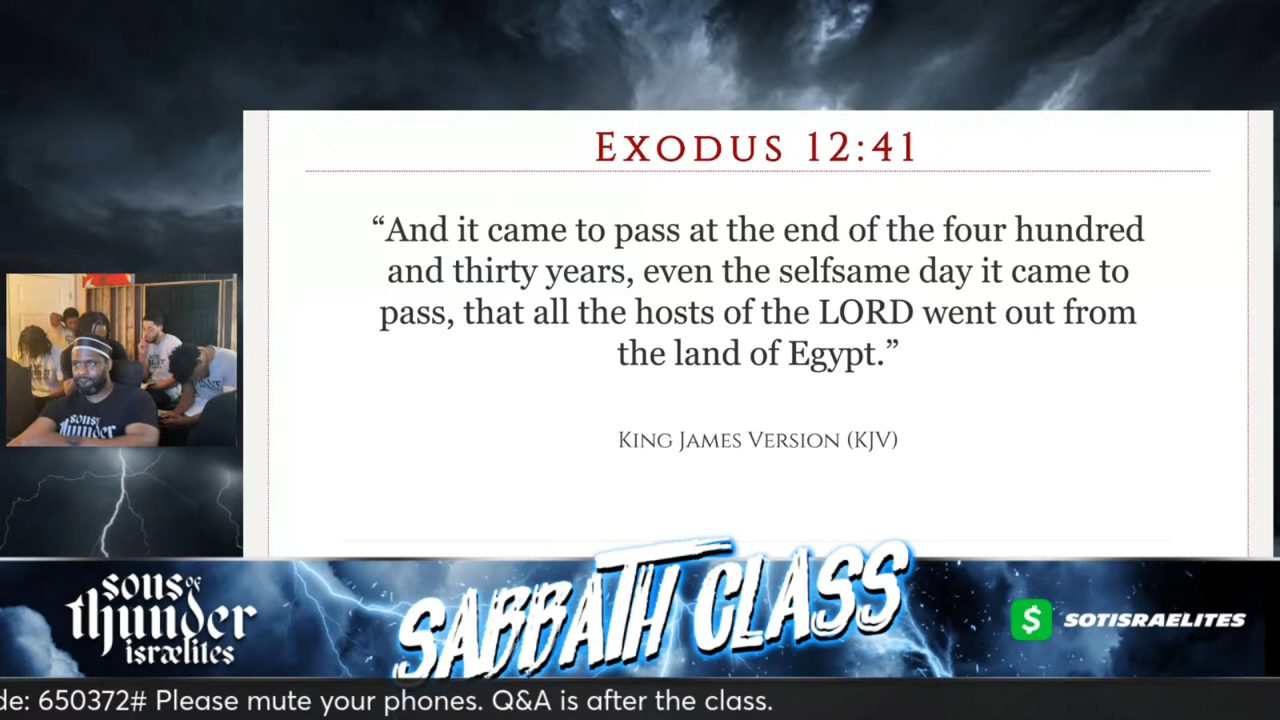 EXODUS 12:41
“And it came to pass at the end of the four hundred
and thirty years, even the selfsame day it came to
pass, that all the hosts of the LORD went out from
the land of Egypt.”
KING JAMES VERSION (KJV)
sons
thunder
sons of
thunder
israelites
SABBATH CLASS
$ SOTISRAELITES
de: 650372# Please mute your phones. Q&A is after the class.